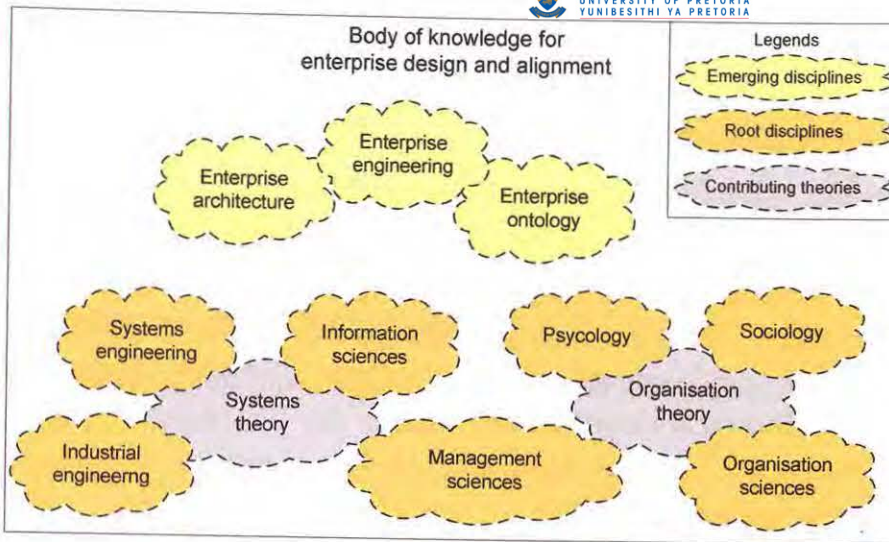 UNIVERSITY OF PRETORIA
YUNIBESITHI YA PRETORIA
Body of knowledge for
enterprise design and alignment
Legends
Emerging disciplines
Root disciplines
Contributing theories
Enterprise
architecture
Enterprise
engineering
Enterprise
ontology
Systems
engineering
Information
sciences
Psycology
Sociology
Systems
theory
Organisation
theory
Industrial
engineerng
Management
sciences
Organisation
sciences